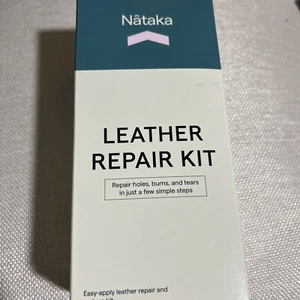 Nātaka
LEATHER
REPAIR KIT
Repair holes, burns, and tears
in just a few simple steps
Easy-apply leather repair and